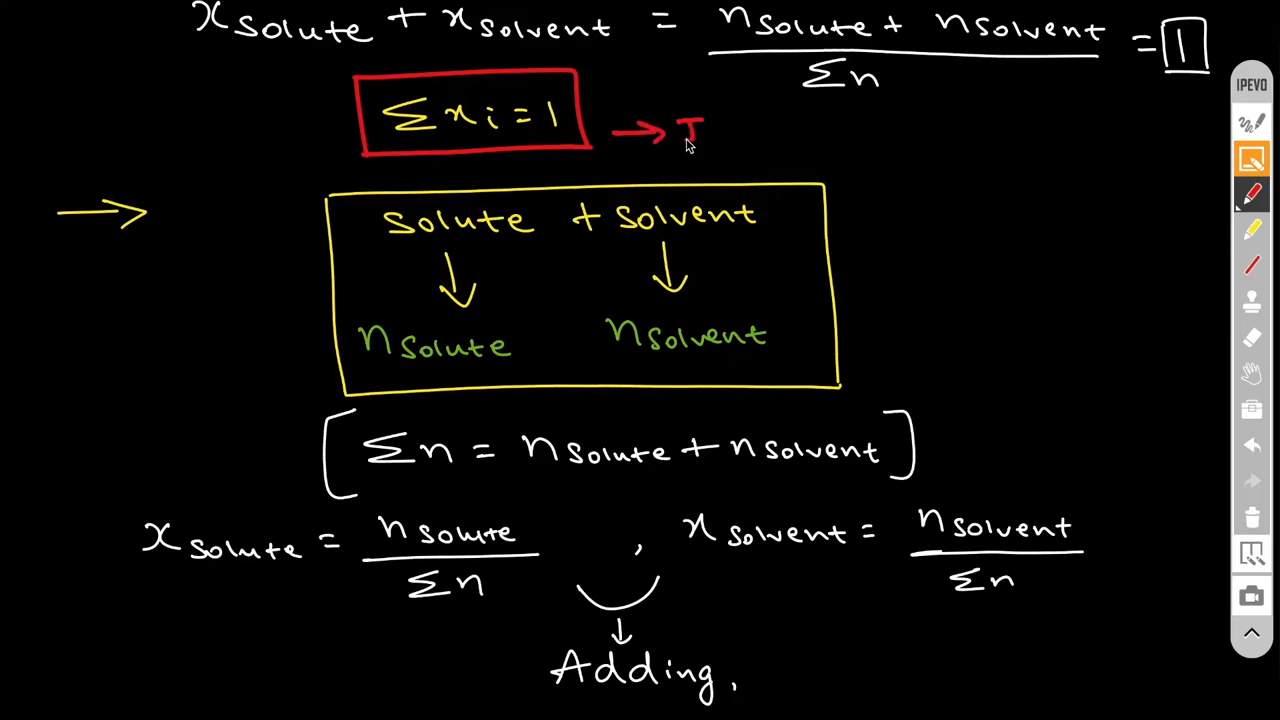 x solute + x solvent = n solute + n solvent / Σn = 1
Σ xi = 1 → T
→
solute + solvent
↓ ↓
n solute n solvent
[Σn = n solute + n solvent]
x solute = n solute / Σn , x solvent = n solvent / Σn
↓
Adding,
IPEVO